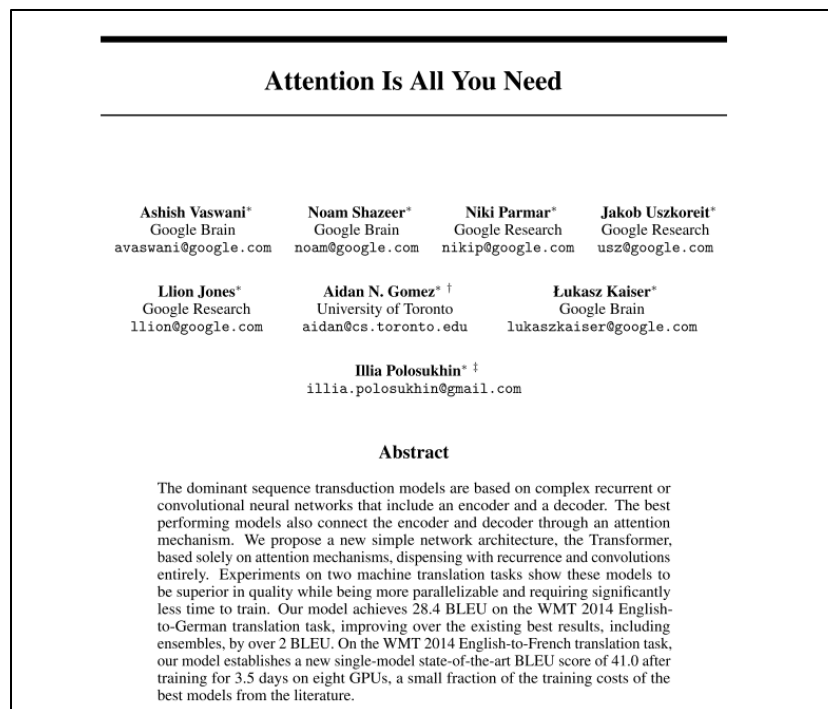 Attention Is All You Need
Ashish Vaswani*
Google Brain
avaswani@google.com
Noam Shazeer*
Google Brain
noam@google.com
Niki Parmar*
Google Research
nikip@google.com
Jakob Uszkoreit*
Google Research
usz@google.com
Llion Jones*
Google Research
llion@google.com
Aidan N. Gomez* †
University of Toronto
aidan@cs.toronto.edu
Łukasz Kaiser*
Google Brain
lukaszkaiser@google.com
Illia Polosukhin* ‡
illia.polosukhin@gmail.com
Abstract
The dominant sequence transduction models are based on complex recurrent or
convolutional neural networks that include an encoder and a decoder. The best
performing models also connect the encoder and decoder through an attention
mechanism. We propose a new simple network architecture, the Transformer,
based solely on attention mechanisms, dispensing with recurrence and convolutions
entirely. Experiments on two machine translation tasks show these models to
be superior in quality while being more parallelizable and requiring significantly
less time to train. Our model achieves 28.4 BLEU on the WMT 2014 English-
to-German translation task, improving over the existing best results, including
ensembles, by over 2 BLEU. On the WMT 2014 English-to-French translation task,
our model establishes a new single-model state-of-the-art BLEU score of 41.0 after
training for 3.5 days on eight GPUs, a small fraction of the training costs of the
best models from the literature.